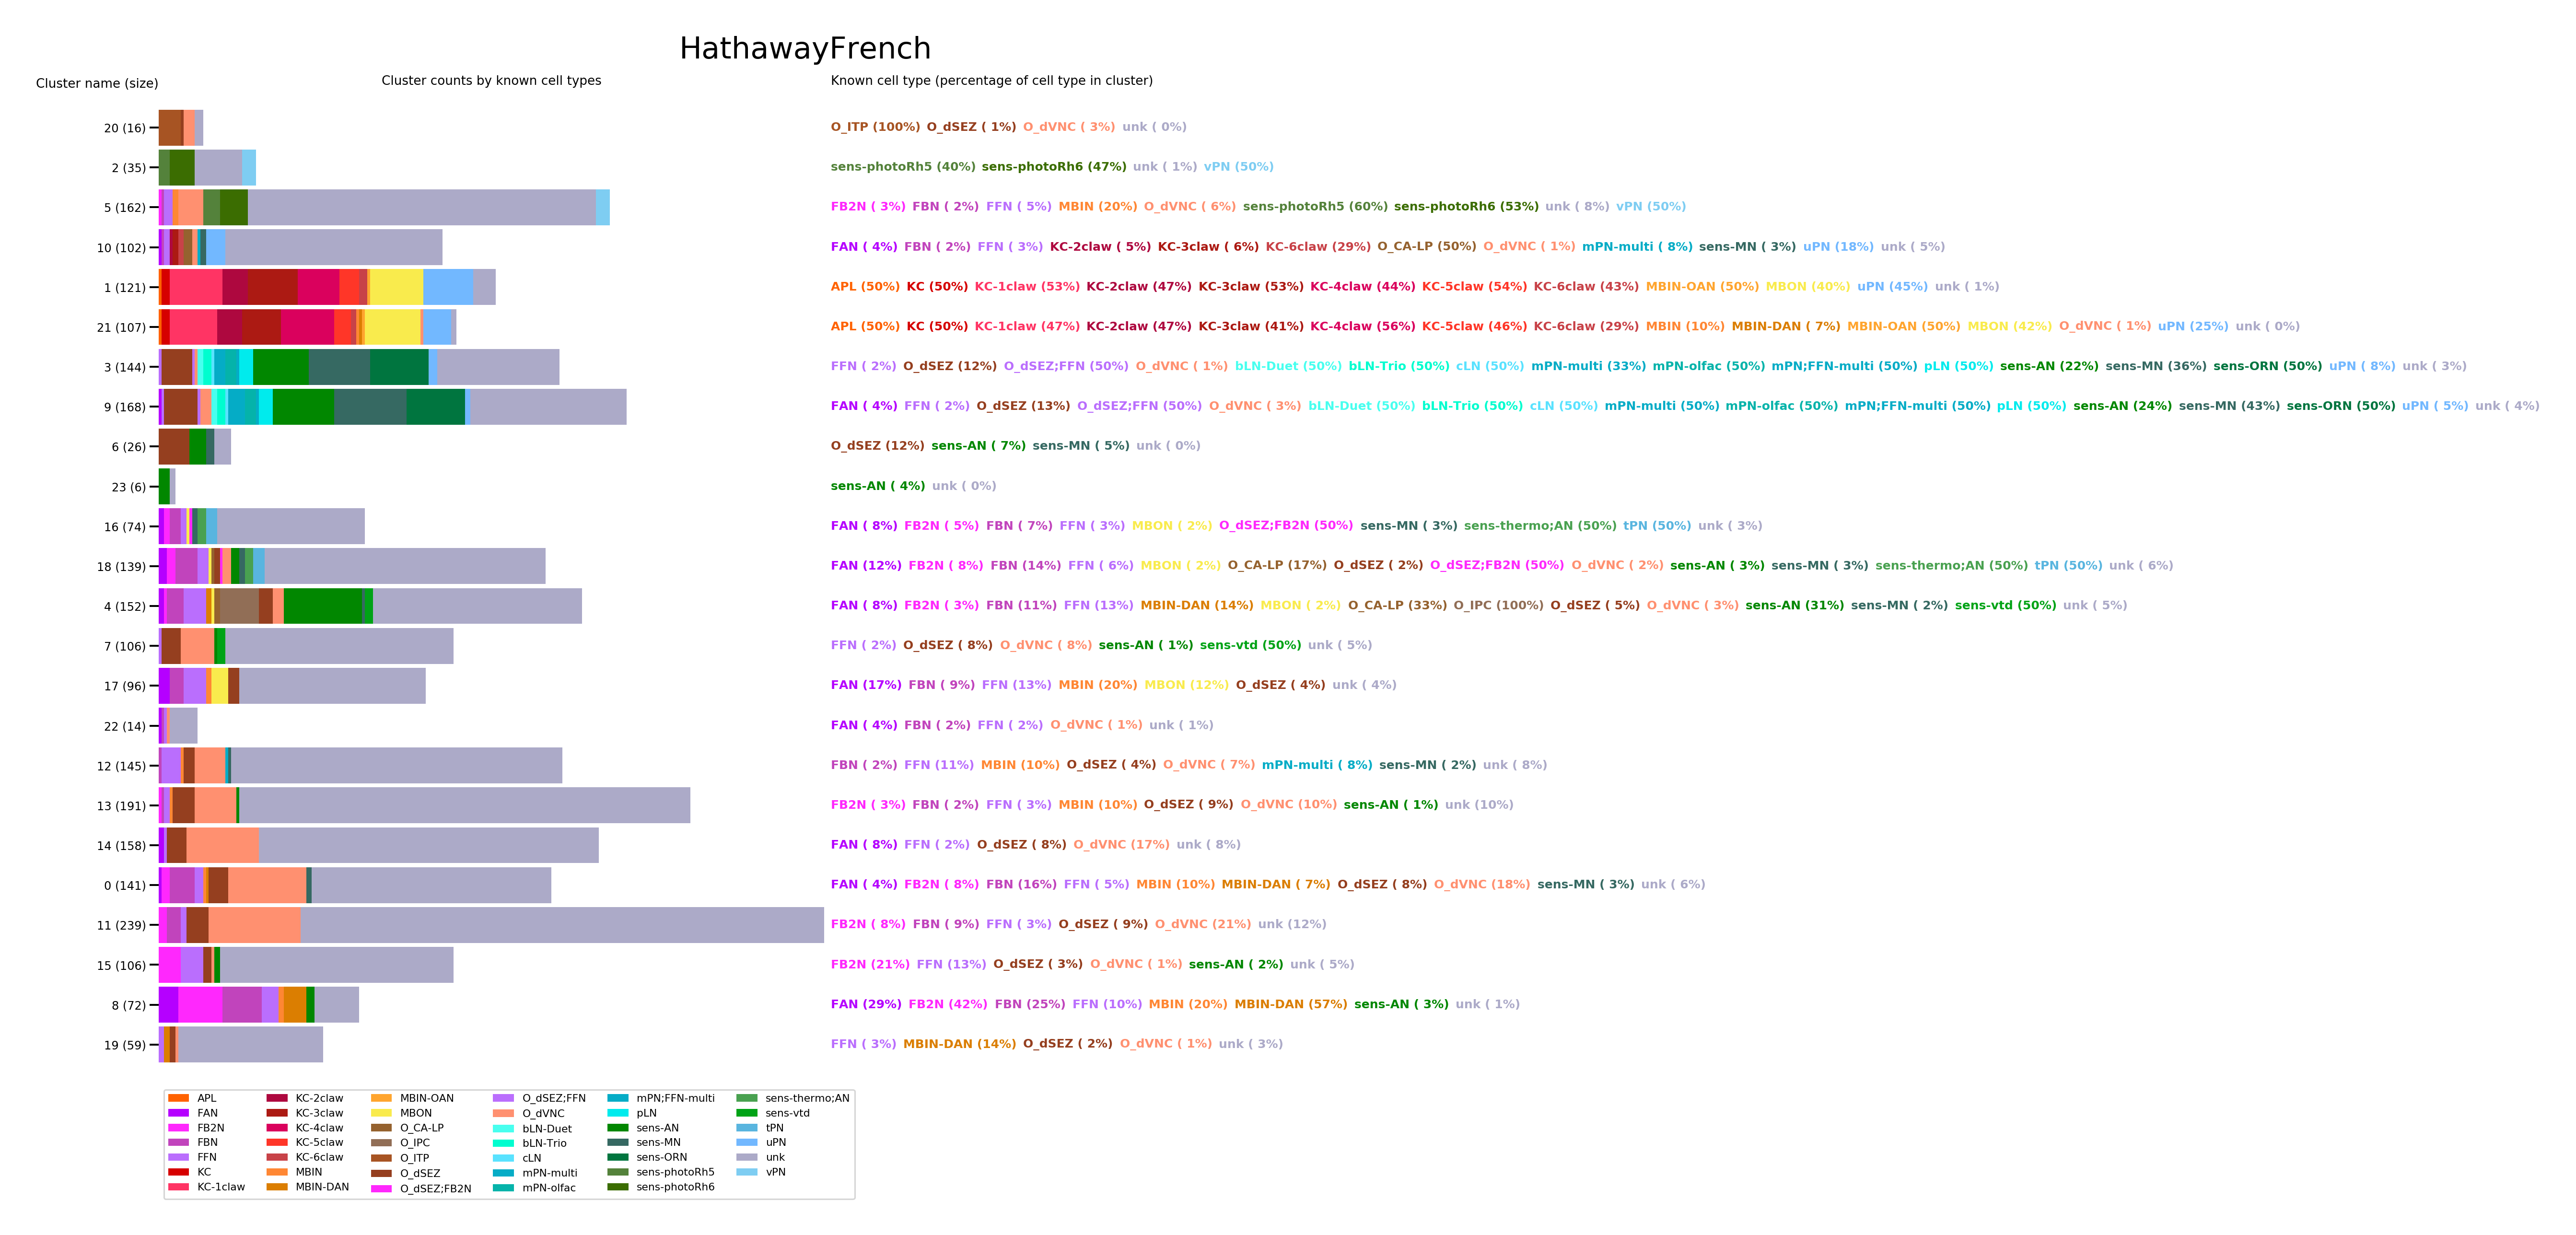 HathawayFrench
Cluster name (size) Cluster counts by known cell types Known cell type (percentage of cell type in cluster)
20 (16) O_ITP (100%) O_dSEZ ( 1%) O_dVNC ( 3%) unk ( 0%)
2 (35) sens-photoRh5 (40%) sens-photoRh6 (47%) unk ( 1%) vPN (50%)
5 (162) FB2N ( 3%) FBN ( 2%) FFN ( 5%) MBIN (20%) O_dVNC ( 6%) sens-photoRh5 (60%) sens-photoRh6 (53%) unk ( 8%) vPN (50%)
10 (102) FAN ( 4%) FBN ( 2%) FFN ( 3%) KC-2claw ( 5%) KC-3claw ( 6%) KC-6claw (29%) O_CA-LP (50%) O_dVNC ( 1%) mPN-multi ( 8%) sens-MN ( 3%) uPN (18%) unk ( 5%)
1 (121) APL (50%) KC (50%) KC-1claw (53%) KC-2claw (47%) KC-3claw (53%) KC-4claw (44%) KC-5claw (54%) KC-6claw (43%) MBIN-OAN (50%) MBON (40%) uPN (45%) unk ( 1%)
21 (107) APL (50%) KC (50%) KC-1claw (47%) KC-2claw (47%) KC-3claw (41%) KC-4claw (56%) KC-5claw (46%) KC-6claw (29%) MBIN (10%) MBIN-DAN ( 7%) MBIN-OAN (50%) MBON (42%) O_dVNC ( 1%) uPN (25%) unk ( 0%)
3 (144) FFN ( 2%) O_dSEZ (12%) O_dSEZ;FFN (50%) O_dVNC ( 1%) bLN-Duet (50%) bLN-Trio (50%) cLN (50%) mPN-multi (33%) mPN-olfac (50%) mPN;FFN-multi (50%) pLN (50%) sens-AN (22%) sens-MN (36%) sens-ORN (50%) uPN ( 8%) unk ( 3%)
9 (168) FAN ( 4%) FFN ( 2%) O_dSEZ (13%) O_dSEZ;FFN (50%) O_dVNC ( 3%) bLN-Duet (50%) bLN-Trio (50%) cLN (50%) mPN-multi (50%) mPN-olfac (50%) mPN;FFN-multi (50%) pLN (50%) sens-AN (24%) sens-MN (43%) sens-ORN (50%) uPN ( 5%) unk ( 4%)
6 (26) O_dSEZ (12%) sens-AN ( 7%) sens-MN ( 5%) unk ( 0%)
23 (6) sens-AN ( 4%) unk ( 0%)
16 (74) FAN ( 8%) FB2N ( 5%) FBN ( 7%) FFN ( 3%) MBON ( 2%) O_dSEZ;FB2N (50%) sens-MN ( 3%) sens-thermo;AN (50%) tPN (50%) unk ( 3%)
18 (139) FAN (12%) FB2N ( 8%) FBN (14%) FFN ( 6%) MBON ( 2%) O_CA-LP (17%) O_dSEZ ( 2%) O_dSEZ;FB2N (50%) O_dVNC ( 2%) sens-AN ( 3%) sens-MN ( 3%) sens-thermo;AN (50%) tPN (50%) unk ( 6%)
4 (152) FAN ( 8%) FB2N ( 3%) FBN (11%) FFN (13%) MBIN-DAN (14%) MBON ( 2%) O_CA-LP (33%) O_IPC (100%) O_dSEZ ( 5%) O_dVNC ( 3%) sens-AN (31%) sens-MN ( 2%) sens-vtd (50%) unk ( 5%)
7 (106) FFN ( 2%) O_dSEZ ( 8%) O_dVNC ( 8%) sens-AN ( 1%) sens-vtd (50%) unk ( 5%)
17 (96) FAN (17%) FBN ( 9%) FFN (13%) MBIN (20%) MBON (12%) O_dSEZ ( 4%) unk ( 4%)
22 (14) FAN ( 4%) FBN ( 2%) FFN ( 2%) O_dVNC ( 1%) unk ( 1%)
12 (145) FBN ( 2%) FFN (11%) MBIN (10%) O_dSEZ ( 4%) O_dVNC ( 7%) mPN-multi ( 8%) sens-MN ( 2%) unk ( 8%)
13 (191) FB2N ( 3%) FBN ( 2%) FFN ( 3%) MBIN (10%) O_dSEZ ( 9%) O_dVNC (10%) sens-AN ( 1%) unk (10%)
14 (158) FAN ( 8%) FFN ( 2%) O_dSEZ ( 8%) O_dVNC (17%) unk ( 8%)
0 (141) FAN ( 4%) FB2N ( 8%) FBN (16%) FFN ( 5%) MBIN (10%) MBIN-DAN ( 7%) O_dSEZ ( 8%) O_dVNC (18%) sens-MN ( 3%) unk ( 6%)
11 (239) FB2N ( 8%) FBN ( 9%) FFN ( 3%) O_dSEZ ( 9%) O_dVNC (21%) unk (12%)
15 (106) FB2N (21%) FFN (13%) O_dSEZ ( 3%) O_dVNC ( 1%) sens-AN ( 2%) unk ( 5%)
8 (72) FAN (29%) FB2N (42%) FBN (25%) FFN (10%) MBIN (20%) MBIN-DAN (57%) sens-AN ( 3%) unk ( 1%)
19 (59) FFN ( 3%) MBIN-DAN (14%) O_dSEZ ( 2%) O_dVNC ( 1%) unk ( 3%)
APL KC-2claw MBIN-OAN O_dSEZ;FFN mPN;FFN-multi sens-thermo;AN
FAN KC-3claw MBON O_dVNC pLN sens-vtd
FB2N KC-4claw O_CA-LP bLN-Duet sens-AN tPN
FBN KC-5claw O_IPC bLN-Trio sens-MN uPN
FFN KC-6claw O_ITP cLN sens-ORN unk
KC MBIN O_dSEZ mPN-multi sens-photoRh5 vPN
KC-1claw MBIN-DAN O_dSEZ;FB2N mPN-olfac sens-photoRh6